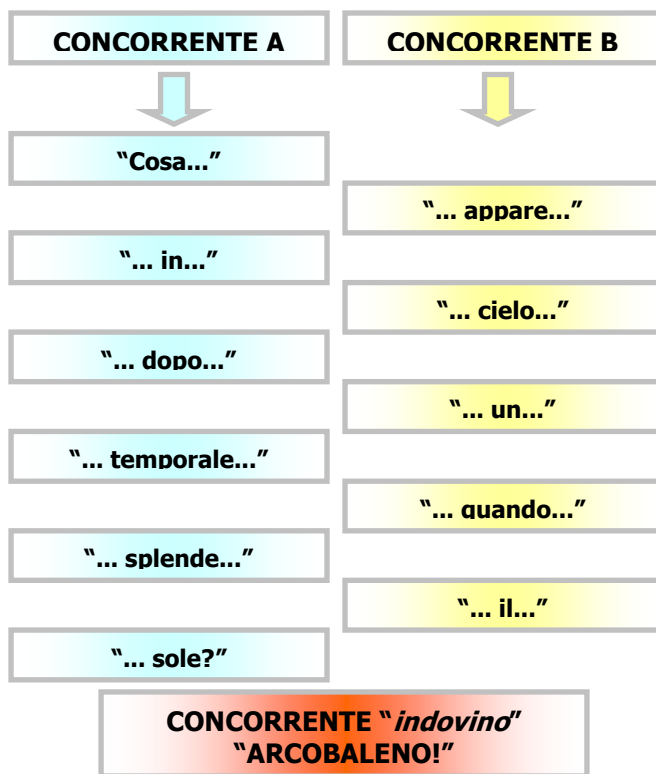 CONCORRENTE A
CONCORRENTE B
“Cosa...”
“... appare...”
“... in...”
“... cielo...”
“... dopo...”
“... un...”
“... temporale...”
“... quando...”
“... splende...”
“... il...”
“... sole?”
CONCORRENTE “indovino”
“ARCOBALENO!”